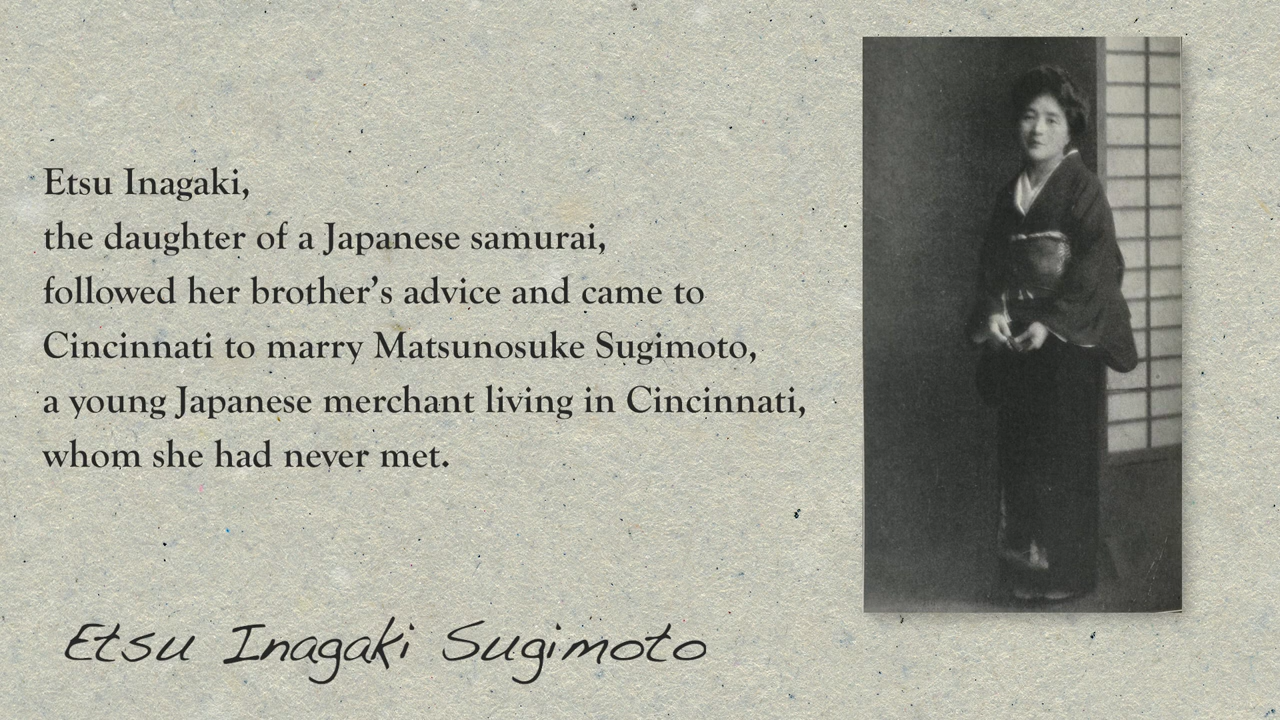 Etsu Inagaki,
the daughter of a Japanese samurai,
followed her brother’s advice and came to
Cincinnati to marry Matsunosuke Sugimoto,
a young Japanese merchant living in Cincinnati,
whom she had never met.
Etsu Inagaki Sugimoto